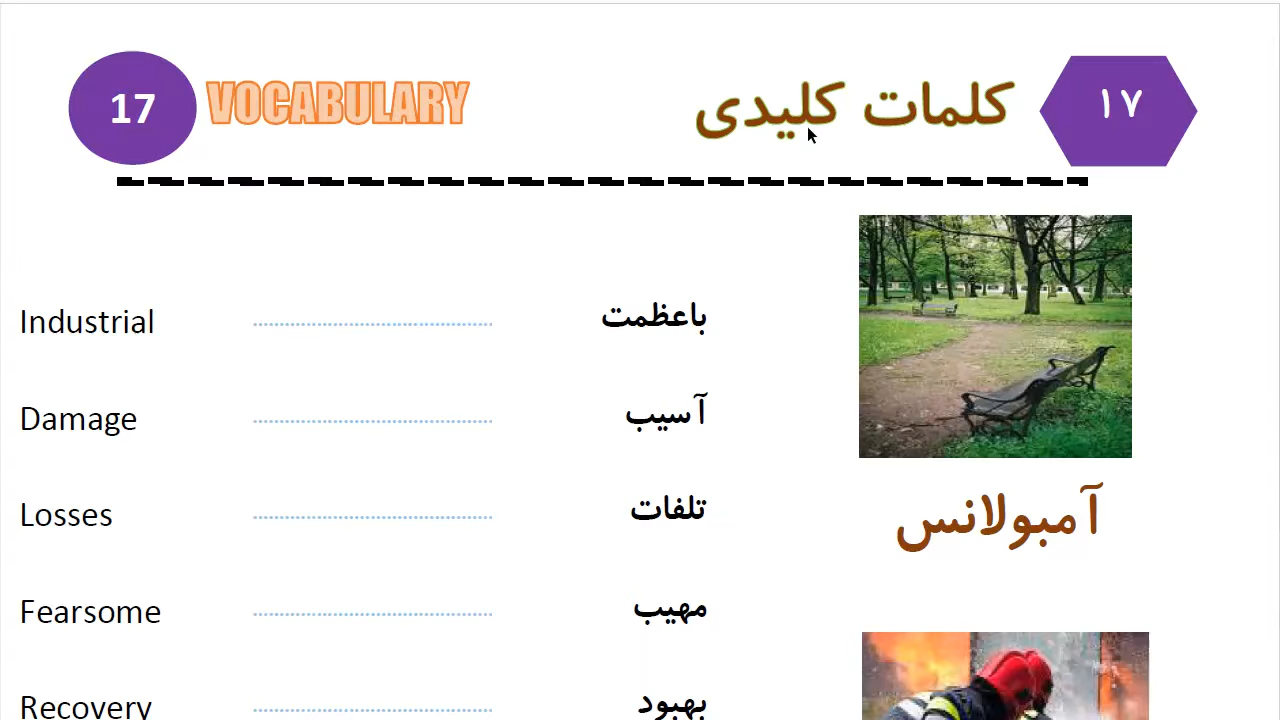 17 VOCABULARY کلمات کلیدی ۱۷
Industrial باعظمت
Damage آسیب
Losses تلفات
آمبولانس
Fearsome مهیب
Recovery بهبود